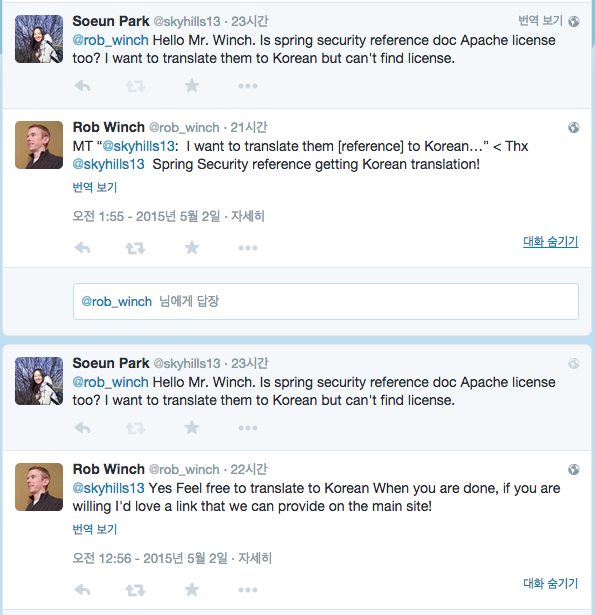 Soeun Park @skyhills13 · 23시간
번역 보기
@rob_winch Hello Mr. Winch. Is spring security reference doc Apache license
too? I want to translate them to Korean but can't find license.
Rob Winch @rob_winch · 21시간
MT “@skyhills13:  I want to translate them [reference] to Korean…” < Thx
@skyhills13  Spring Security reference getting Korean translation!
번역 보기
오전 1:55 - 2015년 5월 2일 · 자세히
대화 숨기기
@rob_winch 님에게 답장
Soeun Park @skyhills13 · 23시간
@rob_winch Hello Mr. Winch. Is spring security reference doc Apache license
too? I want to translate them to Korean but can't find license.
Rob Winch @rob_winch · 22시간
@skyhills13 Yes Feel free to translate to Korean When you are done, if you are
willing I'd love a link that we can provide on the main site!
번역 보기
오전 12:56 - 2015년 5월 2일 · 자세히
대화 숨기기